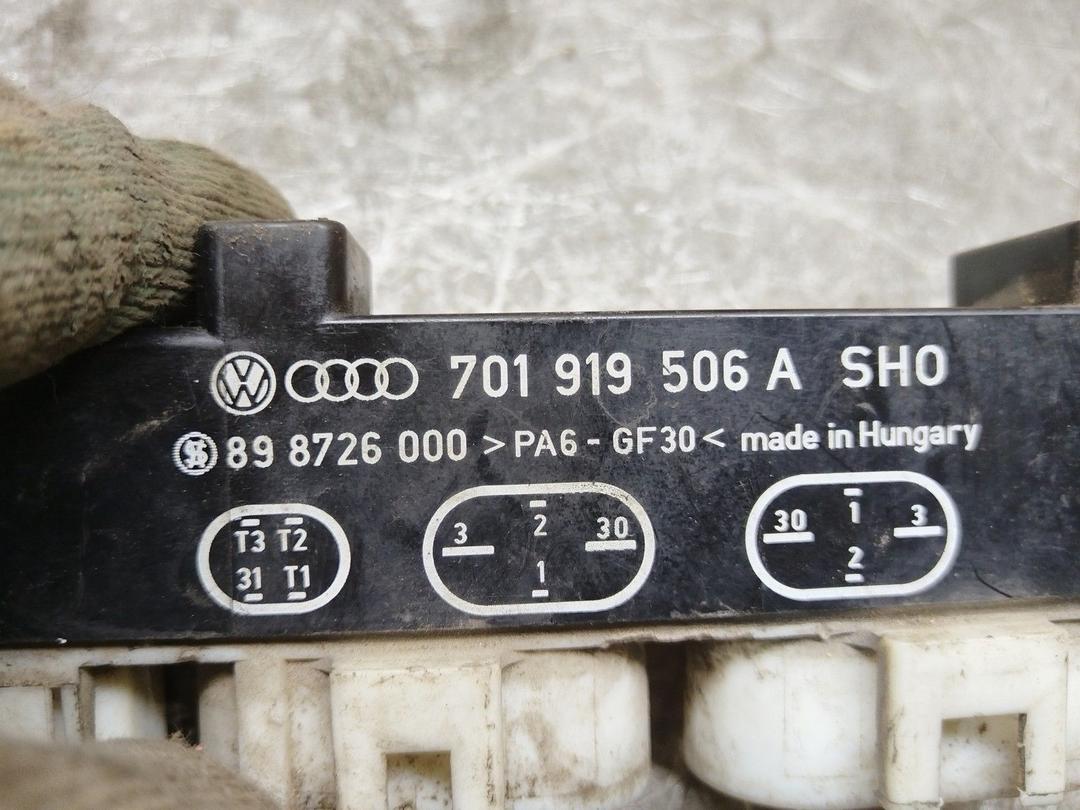 701 919 506 A SHO
89 8726 000 >PA6-GF30< made in Hungary
T3 T2
31 T1
3 2 30
1
30 1 3
2